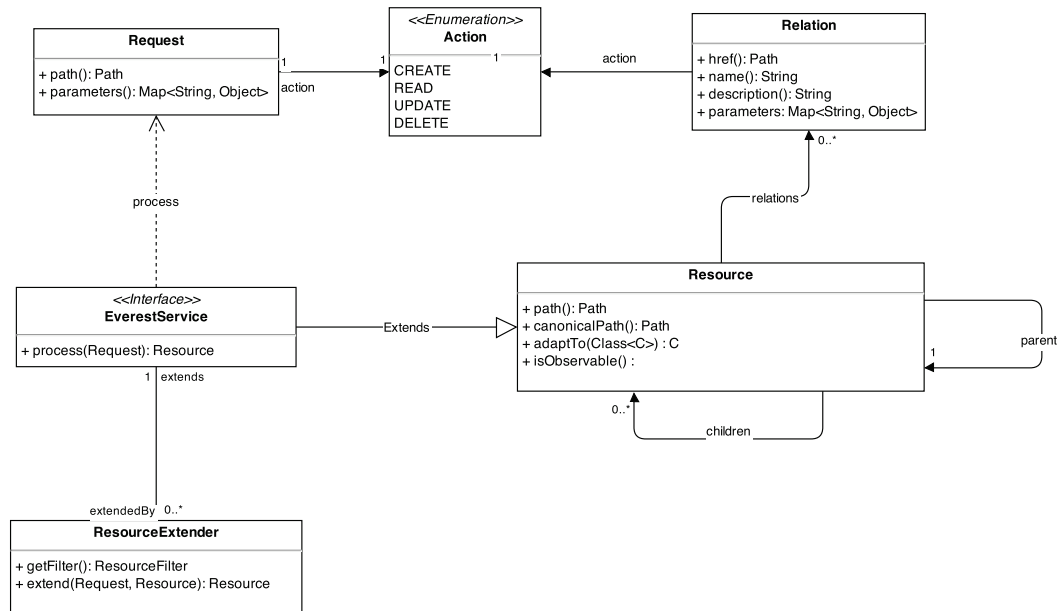 Request
+ path(): Path
+ parameters(): Map<String, Object>
1
action
1
<<Enumeration>>
Action
1
CREATE
READ
UPDATE
DELETE
action
Relation
+ href(): Path
+ name(): String
+ description(): String
+ parameters: Map<String, Object>
0..*
relations
process
<<Interface>>
EverestService
+ process(Request): Resource
Extends
Resource
+ path(): Path
+ canonicalPath(): Path
+ adaptTo(Class<C>) : C
+ isObservable() :
parent
1
0..*
children
1
extends
extendedBy
0..*
ResourceExtender
+ getFilter(): ResourceFilter
+ extend(Request, Resource): Resource